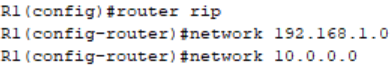 R1(config)#router rip
R1(config-router)#network 192.168.1.0
R1(config-router)#network 10.0.0.0